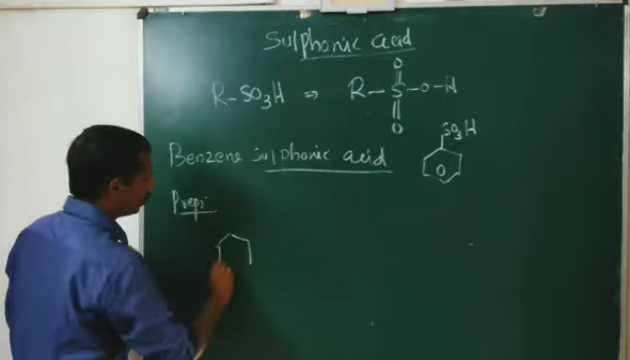 Sulphonic acid
R-SO₃H ⇒ R-S-O-H
O
O
SO₃H
Benzene sulphonic acid
Prepn: